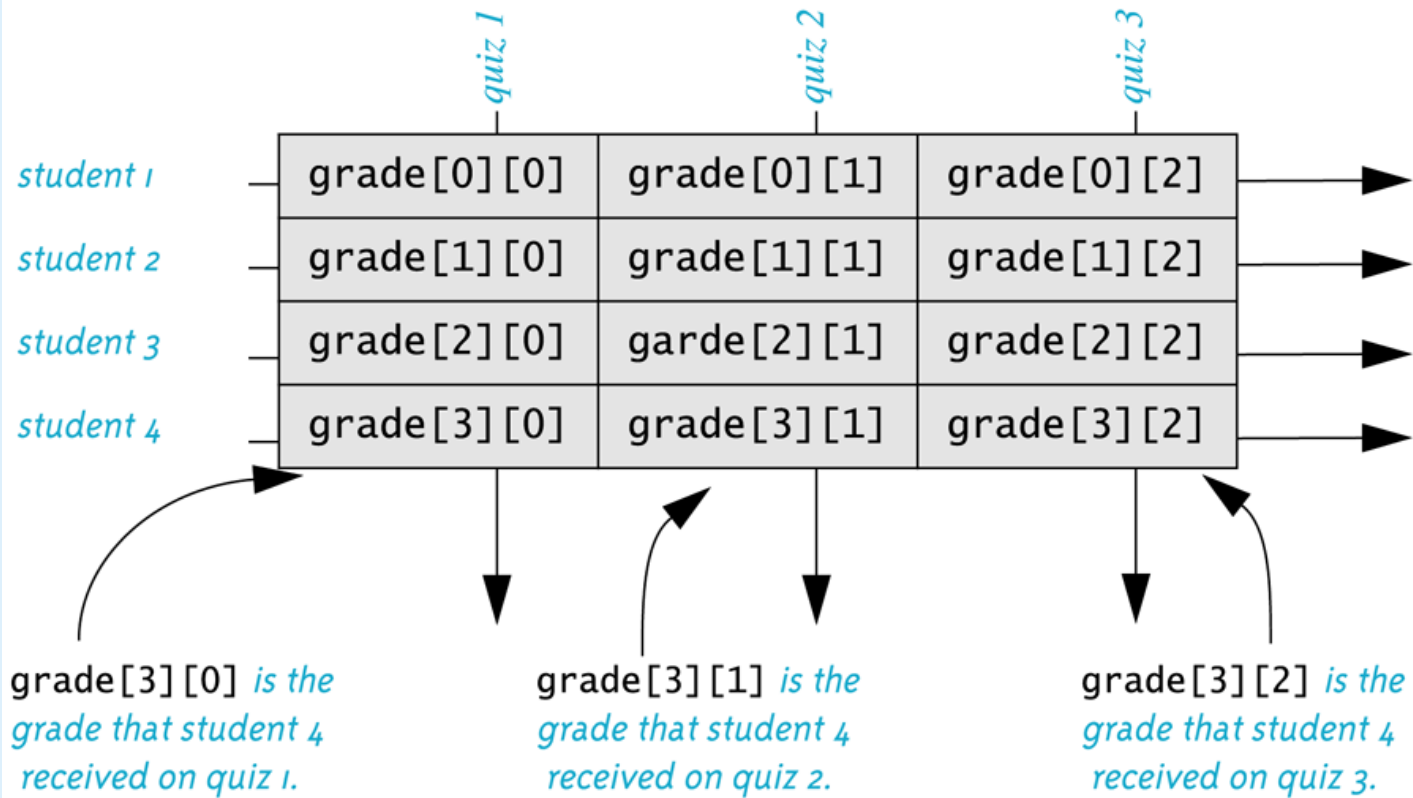 quiz 1
quiz 2
quiz 3
student 1
grade[0][0]
grade[0][1]
grade[0][2]
student 2
grade[1][0]
grade[1][1]
grade[1][2]
student 3
grade[2][0]
garde[2][1]
grade[2][2]
student 4
grade[3][0]
grade[3][1]
grade[3][2]
grade[3][0] is the
grade that student 4
received on quiz 1.
grade[3][1] is the
grade that student 4
received on quiz 2.
grade[3][2] is the
grade that student 4
received on quiz 3.